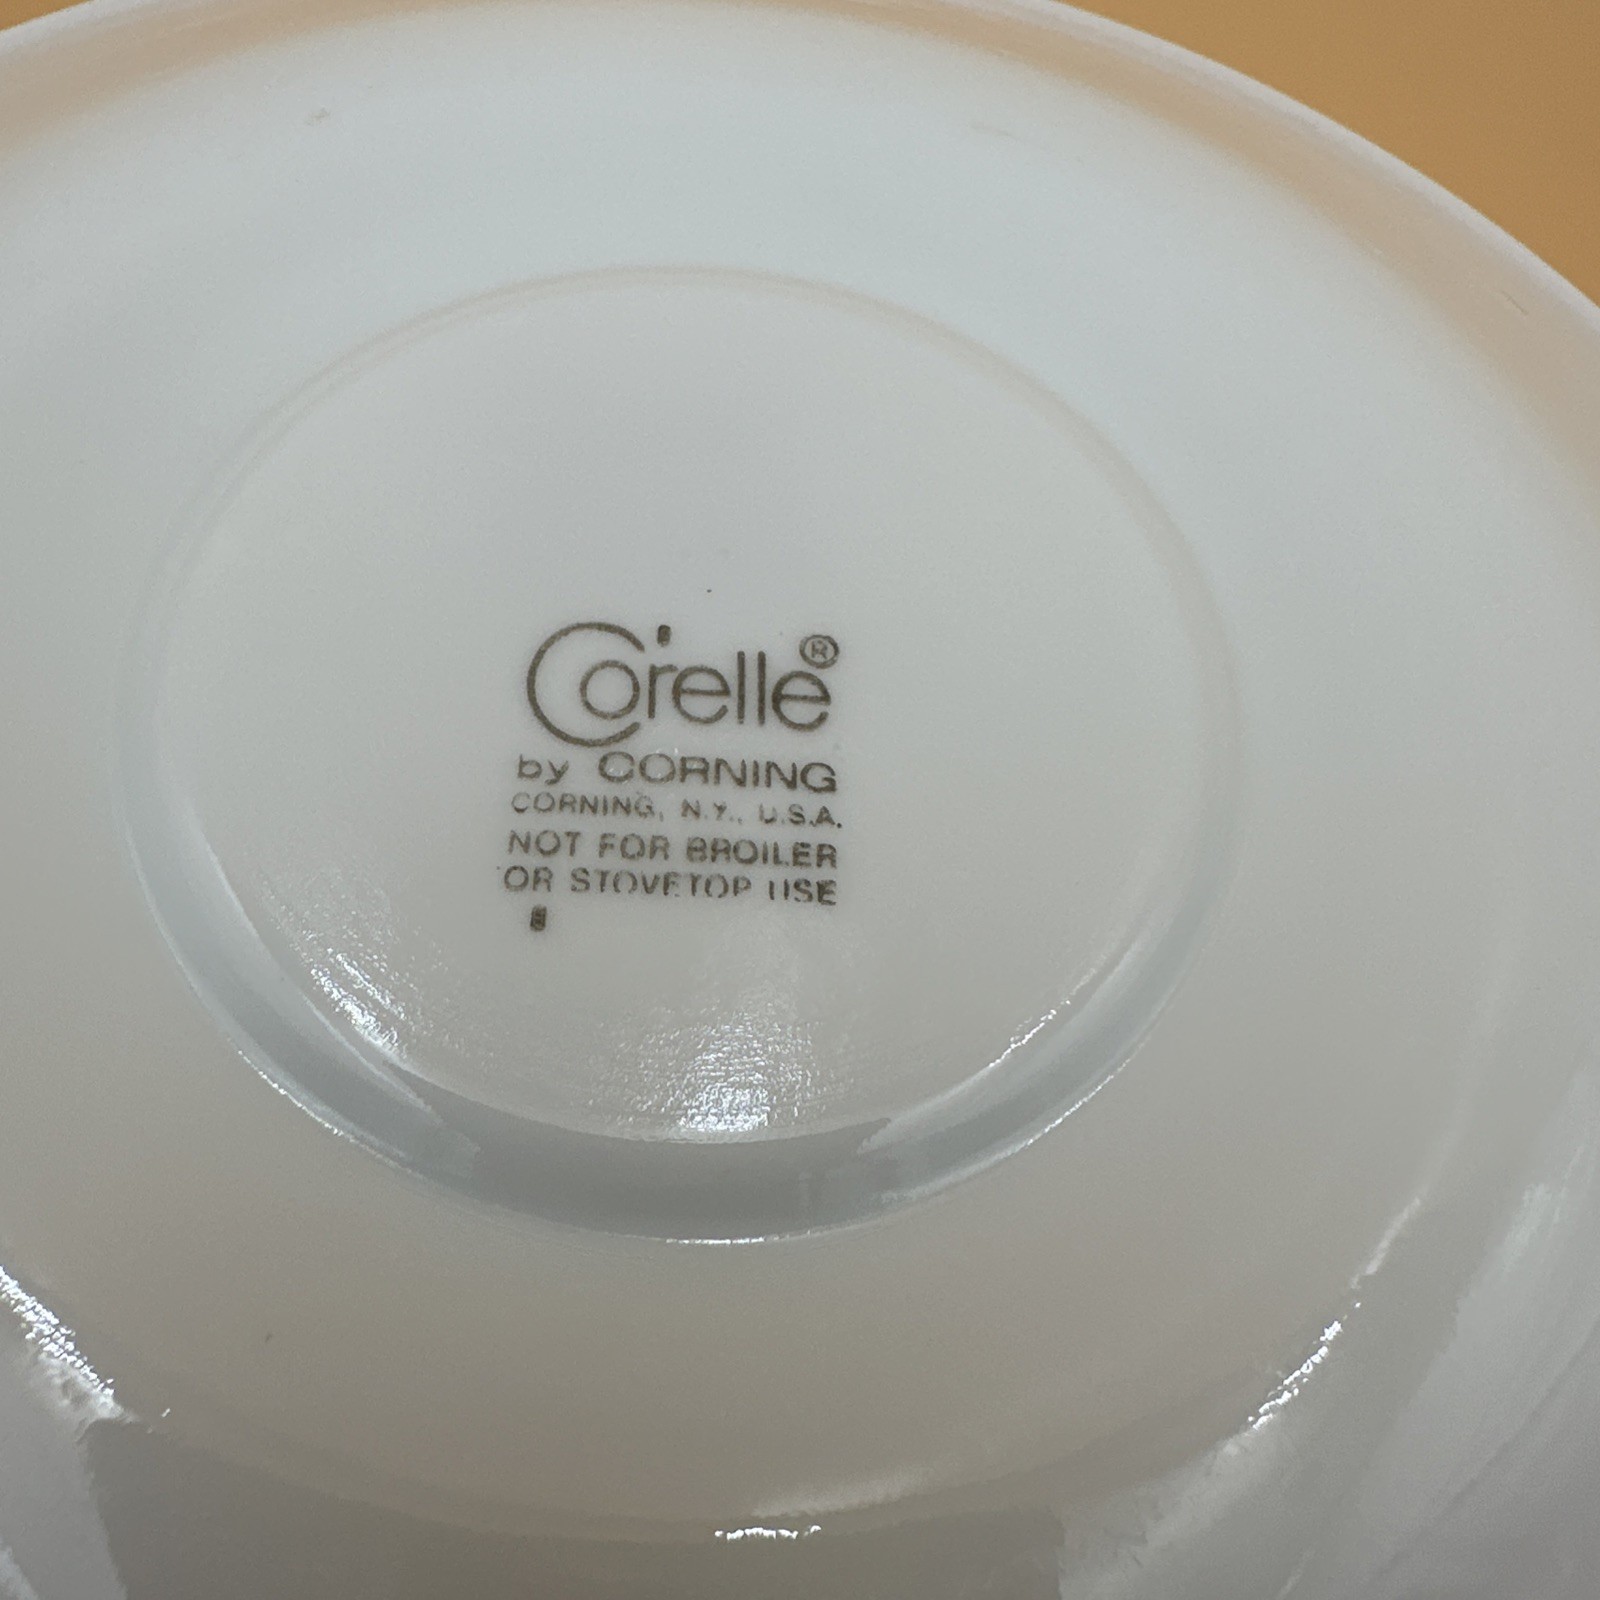 Corelle®
by CORNING
CORNING, N.Y., U.S.A.
NOT FOR BROILER
OR STOVETOP USE